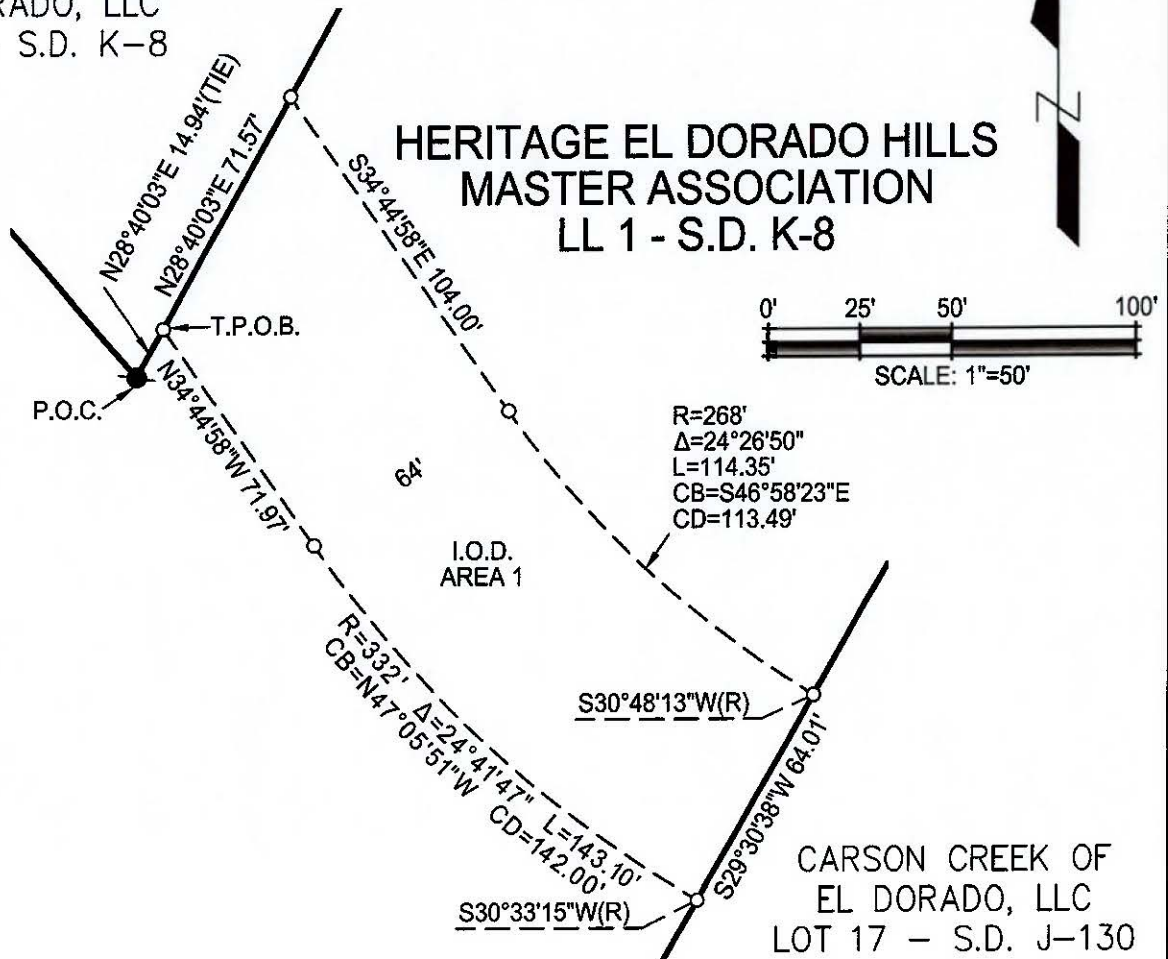 RADO, LLC
S.D. K-8
N28°40'03"E 14.94'(TIE)
N28°40'03"E 71.57'
HERITAGE EL DORADO HILLS
MASTER ASSOCIATION
LL 1 - S.D. K-8
S34°44'58"E 104.00'
Z
0' 25' 50' 100'
SCALE: 1"=50'
T.P.O.B.
P.O.C.
N34°44'58"W 71.97'
64'
R=268'
Δ=24°26'50"
L=114.35'
CB=S46°58'23"E
CD=113.49'
I.O.D.
AREA 1
R=332' Δ=24°41'47" L=143.10'
CB=N47°05'51"W CD=142.00'
S30°48'13"W(R)
S29°30'38"W 64.01'
S30°33'15"W(R)
CARSON CREEK OF
EL DORADO, LLC
LOT 17 - S.D. J-130